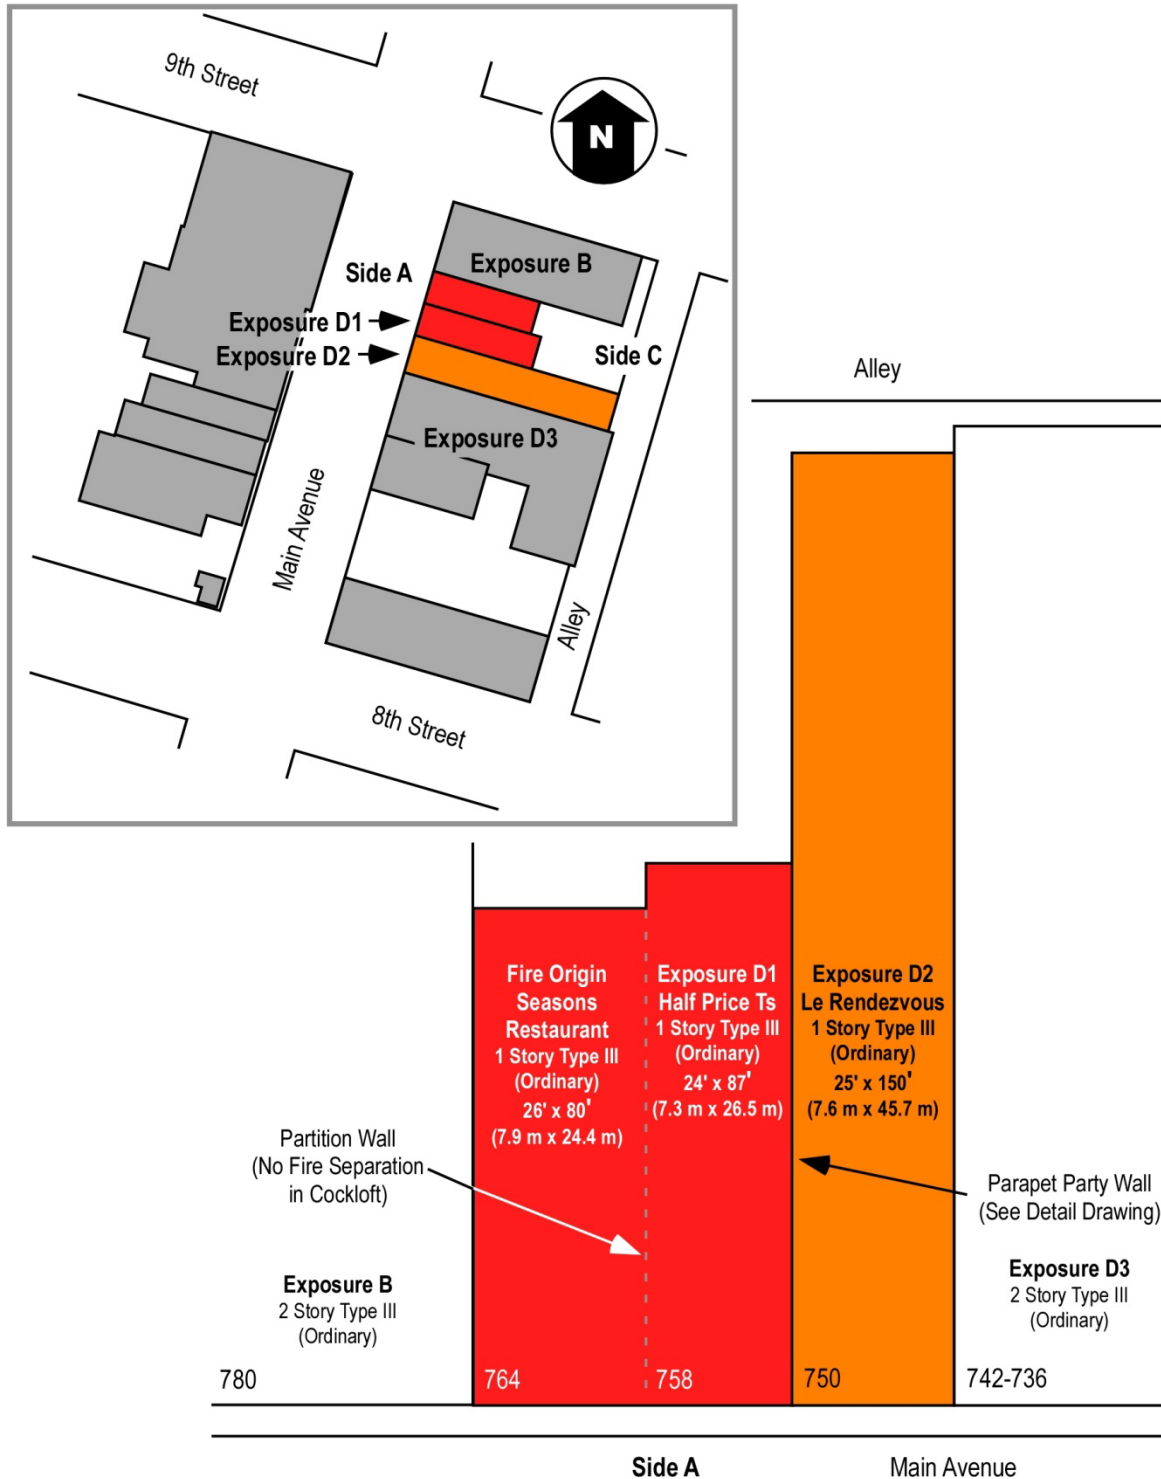 9th Street
N
Exposure B
Side A
Exposure D1
Exposure D2
Side C
Exposure D3
Main Avenue
Alley
8th Street
Alley
Fire Origin
Seasons
Restaurant
1 Story Type III
(Ordinary)
26' x 80'
(7.9 m x 24.4 m)
Exposure D1
Half Price Ts
1 Story Type III
(Ordinary)
24' x 87'
(7.3 m x 26.5 m)
Exposure D2
Le Rendezvous
1 Story Type III
(Ordinary)
25' x 150'
(7.6 m x 45.7 m)
Partition Wall
(No Fire Separation
in Cockloft)
Parapet Party Wall
(See Detail Drawing)
Exposure B
2 Story Type III
(Ordinary)
Exposure D3
2 Story Type III
(Ordinary)
780
764
758
750
742-736
Side A
Main Avenue